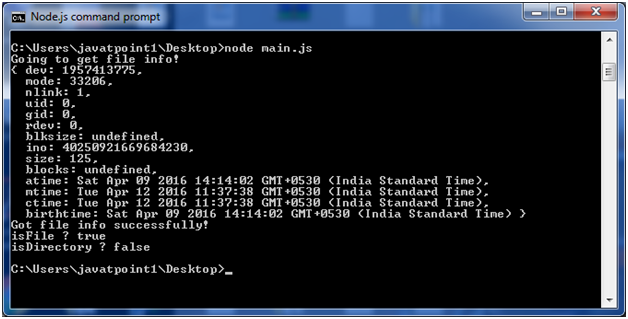 Node.js command prompt
C:\Users\javatpoint1\Desktop>node main.js
Going to get file info!
{ dev: 1957413775,
  mode: 33206,
  nlink: 1,
  uid: 0,
  gid: 0,
  rdev: 0,
  blksize: undefined,
  ino: 40250921669684230,
  size: 125,
  blocks: undefined,
  atime: Sat Apr 09 2016 14:14:02 GMT+0530 (India Standard Time),
  mtime: Tue Apr 12 2016 11:37:38 GMT+0530 (India Standard Time),
  ctime: Tue Apr 12 2016 11:37:38 GMT+0530 (India Standard Time),
  birthtime: Sat Apr 09 2016 14:14:02 GMT+0530 (India Standard Time) }
Got file info successfully!
isFile ? true
isDirectory ? false
C:\Users\javatpoint1\Desktop>_